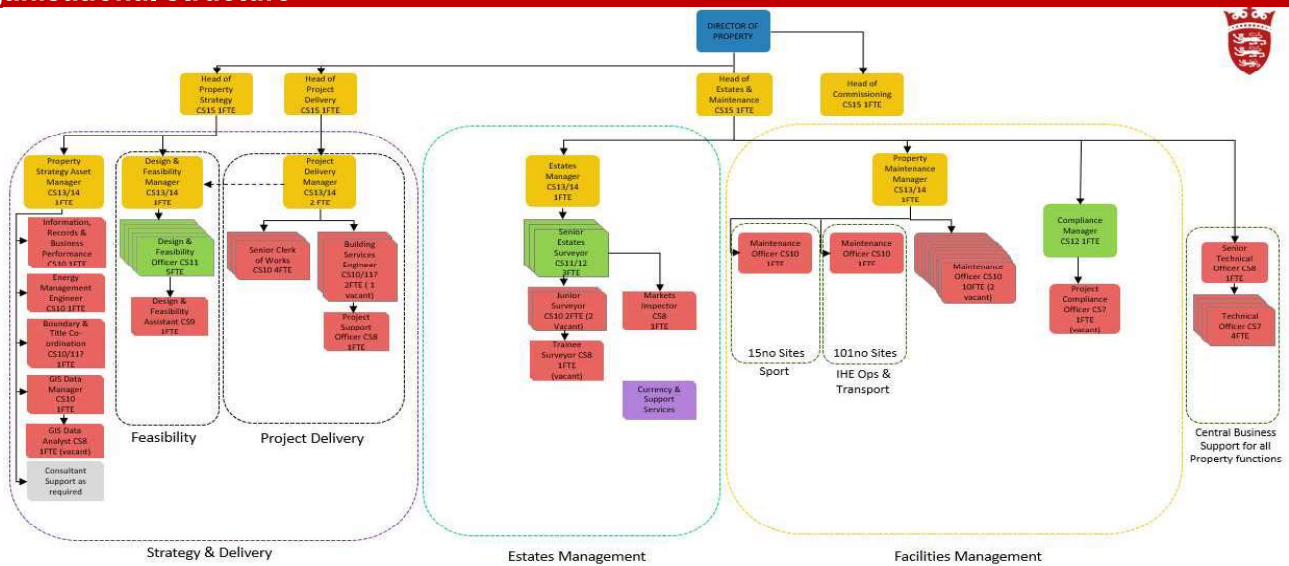 DIRECTOR OF
PROPERTY
Head of
Property
Strategy
CS15 1FTE
Head of
Project
Delivery
CS15 1FTE
Head of
Estates &
Maintenance
CS15 1FTE
Head of
Commissioning
CS15 1FTE
Property
Strategy Asset
Manager
CS13/14
1FTE
Information,
Records &
Business
Performance
CS10 1FTE
Energy
Management
Engineer
CS10 1FTE
Boundary &
Title Co-
ordination
CS10/11?
1FTE
GIS Data
Manager
CS10
1FTE
GIS Data
Analyst CS8
1FTE (vacant)
Consultant
Support as
required
Design &
Feasibility
Manager
CS13/14
1FTE
Design &
Feasibility
Officer CS11
5FTE
Design &
Feasibility
Assistant CS9
1FTE
Feasibility
Project
Delivery
Manager
CS13/14
2 FTE
Senior Clerk
of Works
CS10 4FTE
Building
Services
Engineer
CS10/11?
2FTE ( 1
vacant)
Project
Support
Officer CS8
1FTE
Project Delivery
Strategy & Delivery
Estates
Manager
CS13/14
1FTE
Senior
Estates
Surveyor
CS11/12
3FTE
Junior
Surveyor
CS10 2FTE (2
Vacant)
Trainee
Surveyor CS8
1FTE
(vacant)
Markets
Inspector
CS8
1FTE
Currency &
Support
Services
Estates Management
Property
Maintenance
Manager
CS13/14
1FTE
Maintenance
Officer CS10
1FTE
15no Sites
Sport
Maintenance
Officer CS10
1FTE
101no Sites
IHE Ops &
Transport
Maintenance
Officer CS10
10FTE (2
vacant)
Compliance
Manager
CS12 1FTE
Project
Compliance
Officer CS7
1FTE
(vacant)
Facilities Management
Senior
Technical
Officer CS8
1FTE
Technical
Officer CS7
4FTE
Central Business
Support for all
Property functions